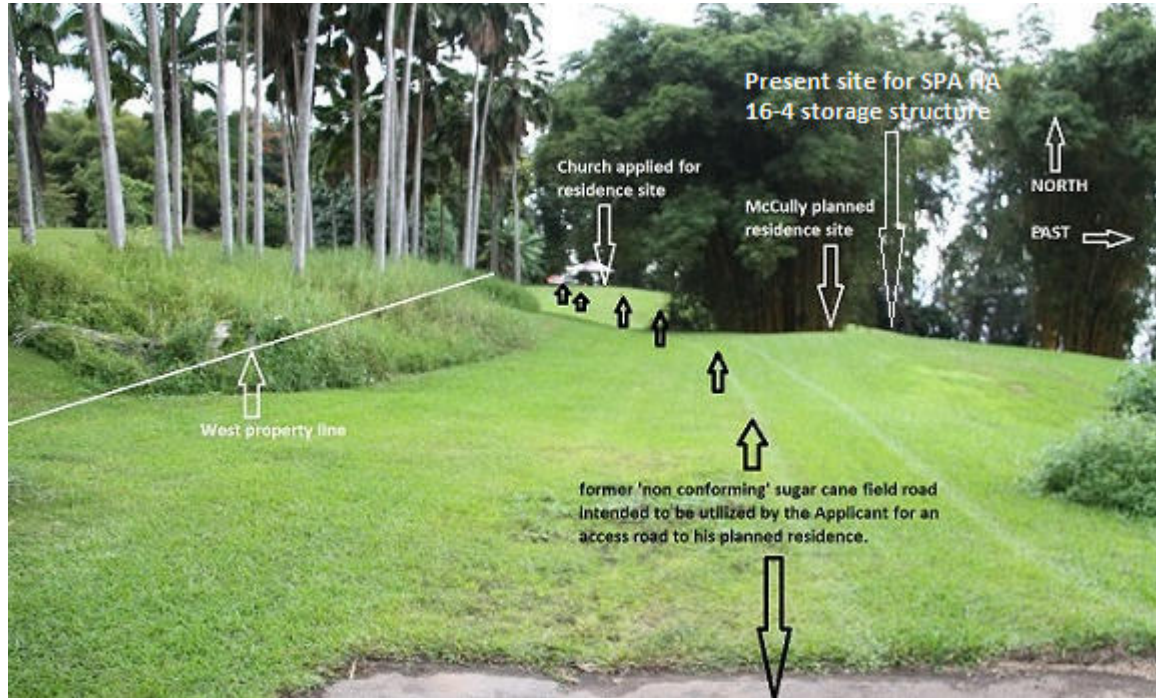 Present site for SPA HA
16-4 storage structure
Church applied for
residence site
NORTH
McCully planned
residence site
EAST
West property line
former 'non conforming' sugar cane field road
intended to be utilized by the Applicant for an
access road to his planned residence.